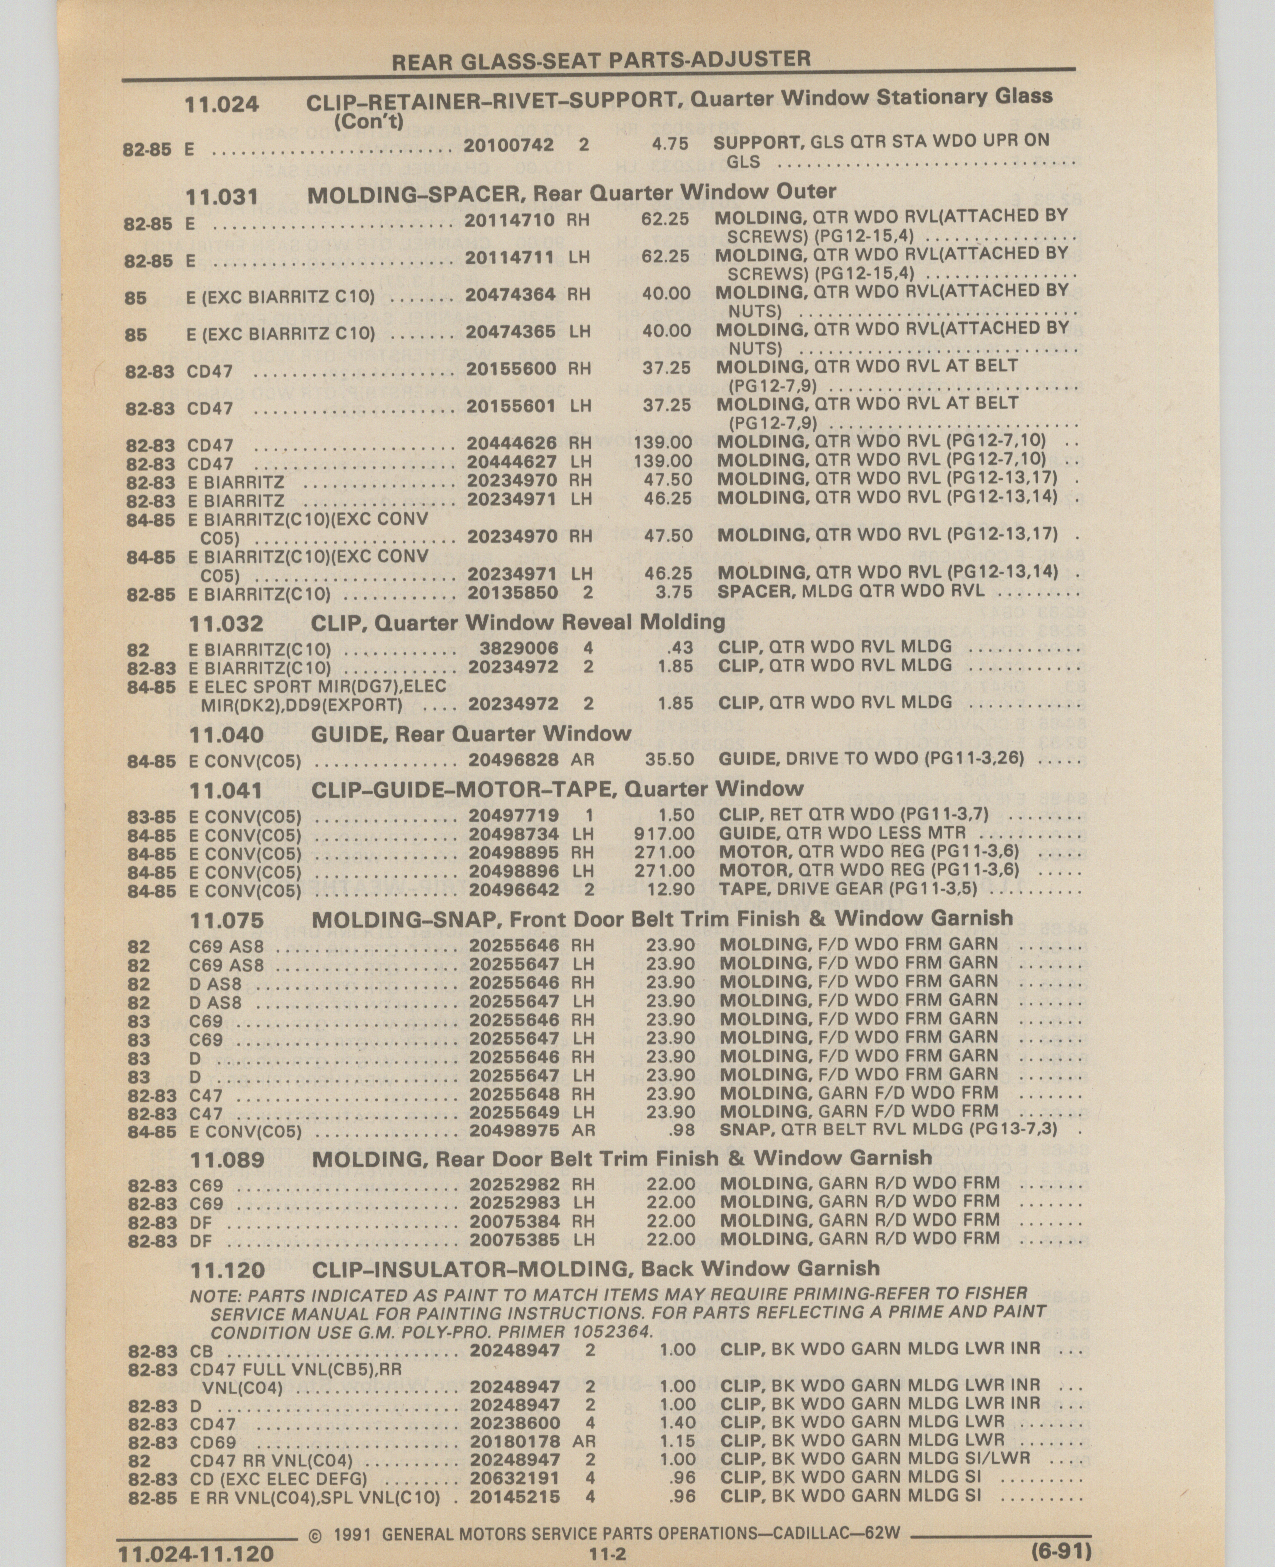 REAR GLASS-SEAT PARTS-ADJUSTER
11.024 CLIP–RETAINER–RIVET–SUPPORT, Quarter Window Stationary Glass
(Con't)
82-85 E ......................... 20100742 2 4.75 SUPPORT, GLS QTR STA WDO UPR ON
GLS ..............................
11.031 MOLDING–SPACER, Rear Quarter Window Outer
82-85 E ......................... 20114710 RH 62.25 MOLDING, QTR WDO RVL(ATTACHED BY
SCREWS) (PG12-15,4) ................
82-85 E ......................... 20114711 LH 62.25 MOLDING, QTR WDO RVL(ATTACHED BY
SCREWS) (PG12-15,4) ................
85 E (EXC BIARRITZ C10) ....... 20474364 RH 40.00 MOLDING, QTR WDO RVL(ATTACHED BY
NUTS) ............................
85 E (EXC BIARRITZ C10) ....... 20474365 LH 40.00 MOLDING, QTR WDO RVL(ATTACHED BY
NUTS) ............................
82-83 CD47 ..................... 20155600 RH 37.25 MOLDING, QTR WDO RVL AT BELT
(PG12-7,9) .........................
82-83 CD47 ..................... 20155601 LH 37.25 MOLDING, QTR WDO RVL AT BELT
(PG12-7,9) .........................
82-83 CD47 ..................... 20444626 RH 139.00 MOLDING, QTR WDO RVL (PG12-7,10) ..
82-83 CD47 ..................... 20444627 LH 139.00 MOLDING, QTR WDO RVL (PG12-7,10) ..
82-83 E BIARRITZ ................ 20234970 RH 47.50 MOLDING, QTR WDO RVL (PG12-13,17) .
82-83 E BIARRITZ ................ 20234971 LH 46.25 MOLDING, QTR WDO RVL (PG12-13,14) .
84-85 E BIARRITZ(C10)(EXC CONV
C05) ..................... 20234970 RH 47.50 MOLDING, QTR WDO RVL (PG12-13,17) .
84-85 E BIARRITZ(C10)(EXC CONV
C05) ..................... 20234971 LH 46.25 MOLDING, QTR WDO RVL (PG12-13,14) .
82-85 E BIARRITZ(C10) ............ 20135850 2 3.75 SPACER, MLDG QTR WDO RVL .........
11.032 CLIP, Quarter Window Reveal Molding
82 E BIARRITZ(C10) ............ 3829006 4 .43 CLIP, QTR WDO RVL MLDG ............
82-83 E BIARRITZ(C10) ............ 20234972 2 1.85 CLIP, QTR WDO RVL MLDG ............
84-85 E ELEC SPORT MIR(DG7),ELEC
MIR(DK2),DD9(EXPORT) .... 20234972 2 1.85 CLIP, QTR WDO RVL MLDG ............
11.040 GUIDE, Rear Quarter Window
84-85 E CONV(C05) ............... 20496828 AR 35.50 GUIDE, DRIVE TO WDO (PG11-3,26) .....
11.041 CLIP–GUIDE–MOTOR–TAPE, Quarter Window
83-85 E CONV(C05) ............... 20497719 1 1.50 CLIP, RET QTR WDO (PG11-3,7) ........
84-85 E CONV(C05) ............... 20498734 LH 917.00 GUIDE, QTR WDO LESS MTR ...........
84-85 E CONV(C05) ............... 20498895 RH 271.00 MOTOR, QTR WDO REG (PG11-3,6) .....
84-85 E CONV(C05) ............... 20498896 LH 271.00 MOTOR, QTR WDO REG (PG11-3,6) .....
84-85 E CONV(C05) ............... 20496642 2 12.90 TAPE, DRIVE GEAR (PG11-3,5) ..........
11.075 MOLDING–SNAP, Front Door Belt Trim Finish & Window Garnish
82 C69 AS8 ................... 20255646 RH 23.90 MOLDING, F/D WDO FRM GARN .......
82 C69 AS8 ................... 20255647 LH 23.90 MOLDING, F/D WDO FRM GARN .......
82 D AS8 ..................... 20255646 RH 23.90 MOLDING, F/D WDO FRM GARN .......
82 D AS8 ..................... 20255647 LH 23.90 MOLDING, F/D WDO FRM GARN .......
83 C69 ....................... 20255646 RH 23.90 MOLDING, F/D WDO FRM GARN .......
83 C69 ....................... 20255647 LH 23.90 MOLDING, F/D WDO FRM GARN .......
83 D ......................... 20255646 RH 23.90 MOLDING, F/D WDO FRM GARN .......
83 D ......................... 20255647 LH 23.90 MOLDING, F/D WDO FRM GARN .......
82-83 C47 ....................... 20255648 RH 23.90 MOLDING, GARN F/D WDO FRM .......
82-83 C47 ....................... 20255649 LH 23.90 MOLDING, GARN F/D WDO FRM .......
84-85 E CONV(C05) ............... 20498975 AR .98 SNAP, QTR BELT RVL MLDG (PG13-7,3) .
11.089 MOLDING, Rear Door Belt Trim Finish & Window Garnish
82-83 C69 ....................... 20252982 RH 22.00 MOLDING, GARN R/D WDO FRM .......
82-83 C69 ....................... 20252983 LH 22.00 MOLDING, GARN R/D WDO FRM .......
82-83 DF ........................ 20075384 RH 22.00 MOLDING, GARN R/D WDO FRM .......
82-83 DF ........................ 20075385 LH 22.00 MOLDING, GARN R/D WDO FRM .......
11.120 CLIP–INSULATOR–MOLDING, Back Window Garnish
NOTE: PARTS INDICATED AS PAINT TO MATCH ITEMS MAY REQUIRE PRIMING-REFER TO FISHER
SERVICE MANUAL FOR PAINTING INSTRUCTIONS. FOR PARTS REFLECTING A PRIME AND PAINT
CONDITION USE G.M. POLY-PRO. PRIMER 1052364.
82-83 CB ........................ 20248947 2 1.00 CLIP, BK WDO GARN MLDG LWR INR ...
82-83 CD47 FULL VNL(CB5),RR
VNL(C04) ................. 20248947 2 1.00 CLIP, BK WDO GARN MLDG LWR INR ...
82-83 D ......................... 20248947 2 1.00 CLIP, BK WDO GARN MLDG LWR INR ...
82-83 CD47 ..................... 20238600 4 1.40 CLIP, BK WDO GARN MLDG LWR ........
82-83 CD69 ..................... 20180178 AR 1.15 CLIP, BK WDO GARN MLDG LWR ........
82 CD47 RR VNL(C04) .......... 20248947 2 1.00 CLIP, BK WDO GARN MLDG SI/LWR ....
82-83 CD (EXC ELEC DEFG) ........ 20632191 4 .96 CLIP, BK WDO GARN MLDG SI .........
82-85 E RR VNL(C04),SPL VNL(C10) . 20145215 4 .96 CLIP, BK WDO GARN MLDG SI .........
© 1991 GENERAL MOTORS SERVICE PARTS OPERATIONS—CADILLAC—62W
11.024-11.120 11-2 (6-91)